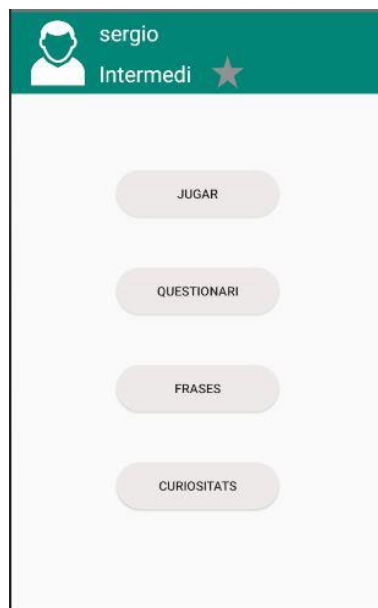 sergio
Intermedi
JUGAR
QUESTIONARI
FRASES
CURIOSITATS